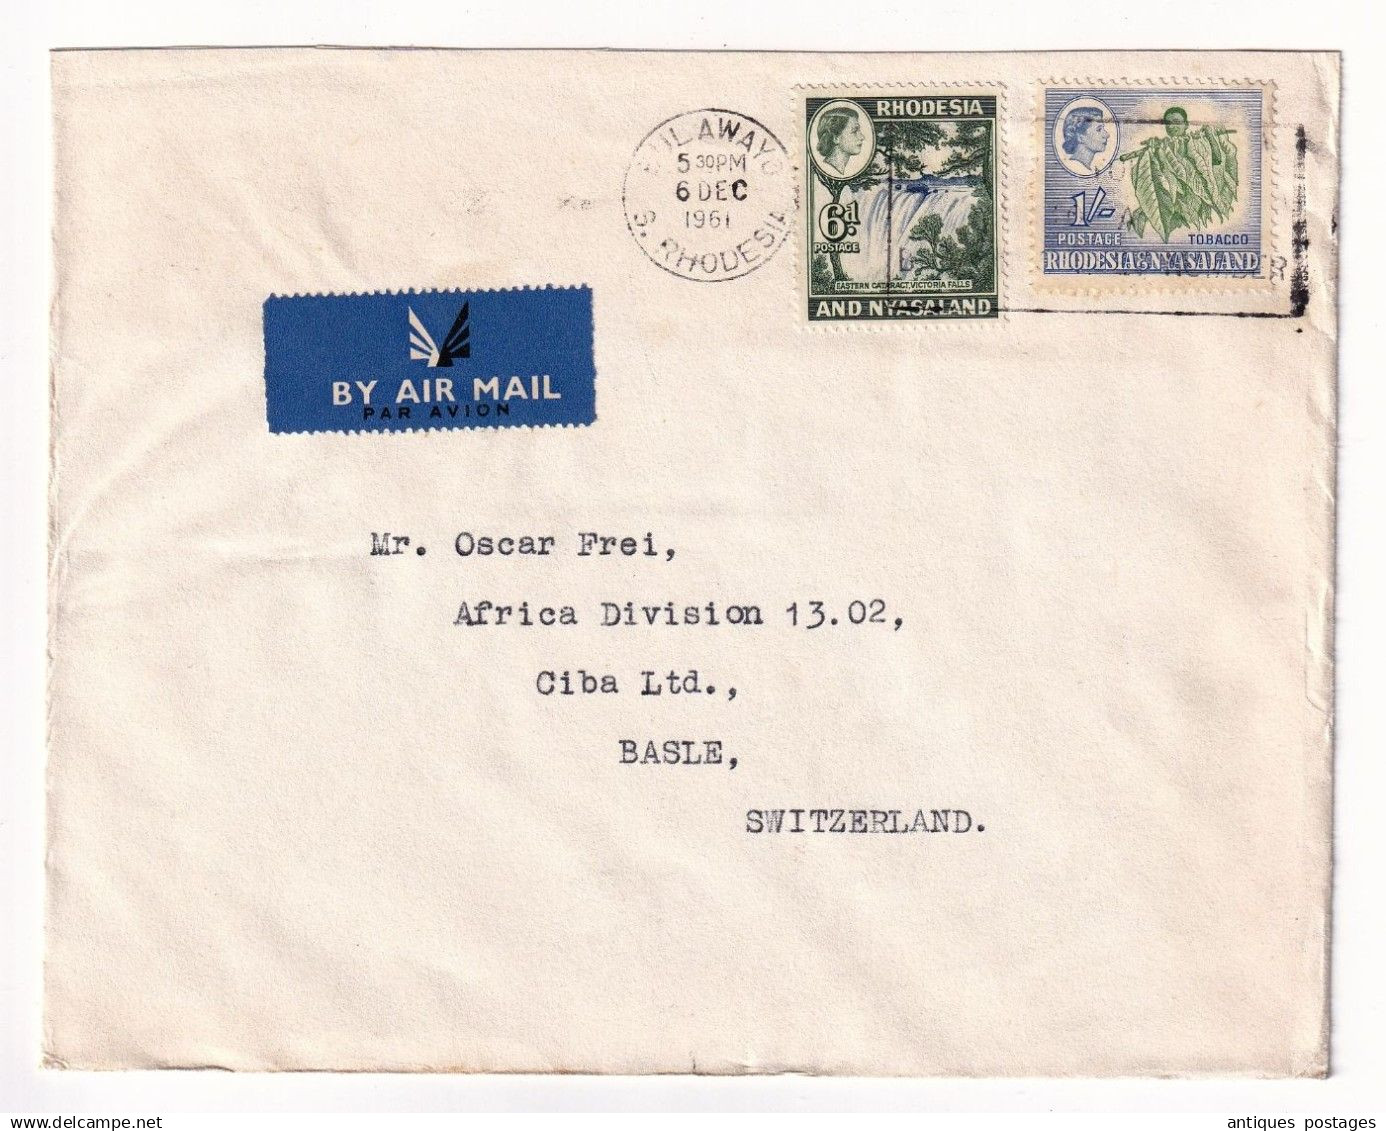 BULAWAYO
5 30PM
6 DEC
1961
S. RHODESIA
RHODESIA
6d
POSTAGE
EASTERN CATARACT, VICTORIA FALLS
AND NYASALAND
1/-
POSTAGE TOBACCO
RHODESIA & NYASALAND
BY AIR MAIL
PAR AVION
Mr. Oscar Frei,
Africa Division 13.02,
Ciba Ltd.,
BASLE,
SWITZERLAND.
antiques postages